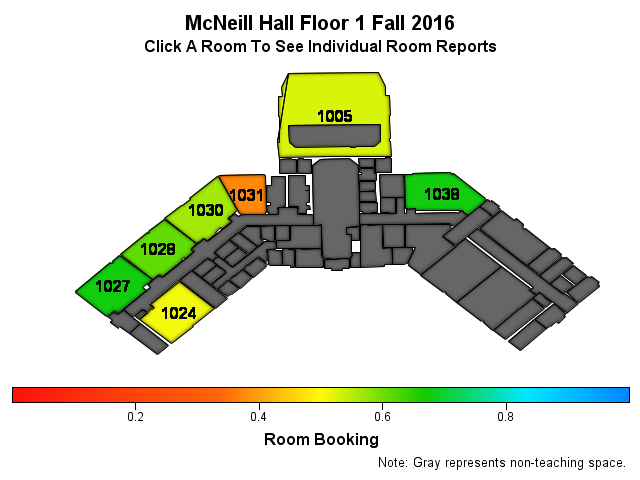 McNeill Hall Floor 1 Fall 2016
Click A Room To See Individual Room Reports
1005
1031
1038
1030
1028
1027
1024
0.2 0.4 0.6 0.8
Room Booking
Note: Gray represents non-teaching space.